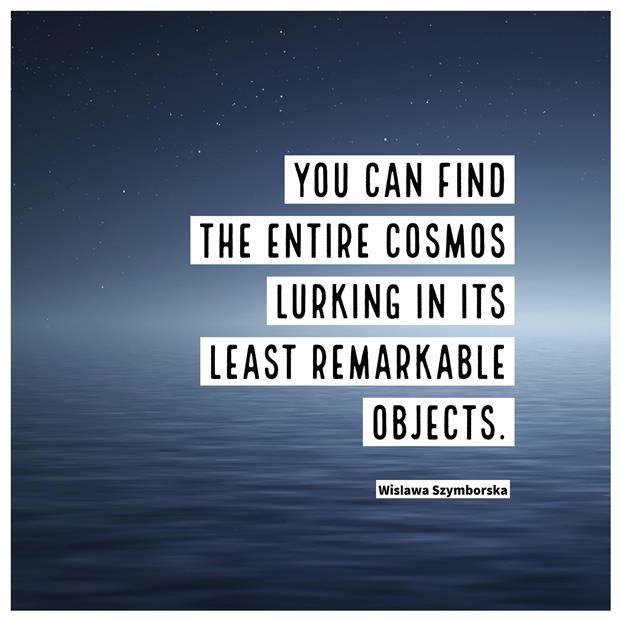 YOU CAN FIND
THE ENTIRE COSMOS
LURKING IN ITS
LEAST REMARKABLE
OBJECTS.
Wislawa Szymborska